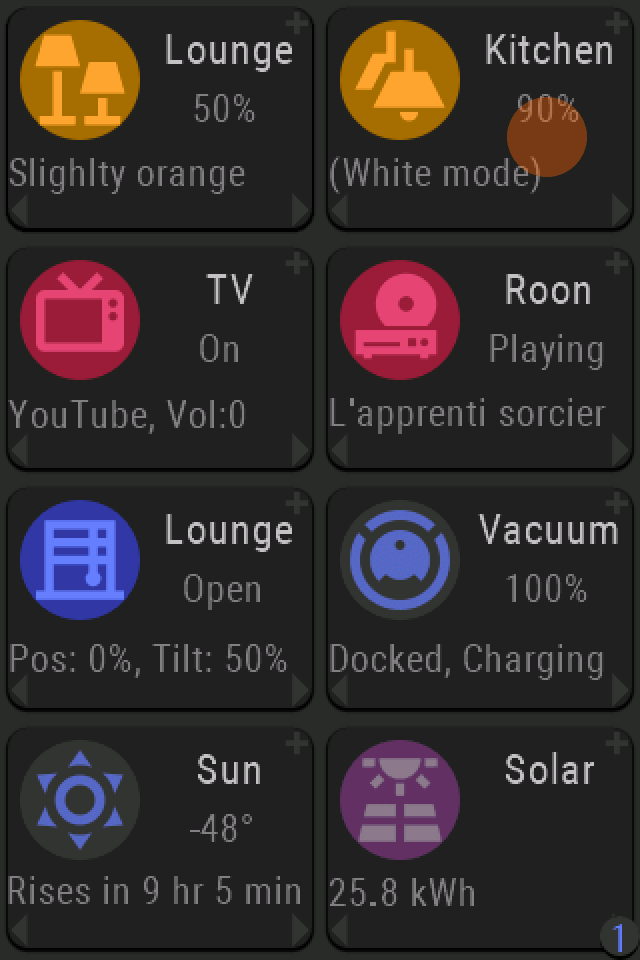 Lounge
50%
Slighlty orange
Kitchen
90%
(White mode)
TV
On
YouTube, Vol:0
Roon
Playing
L'apprenti sorcier
Lounge
Open
Pos: 0%, Tilt: 50%
Vacuum
100%
Docked, Charging
Sun
-48°
Rises in 9 hr 5 min
Solar
25.8 kWh
1